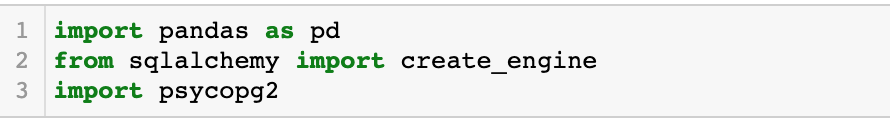 1 import pandas as pd
2 from sqlalchemy import create_engine
3 import psycopg2